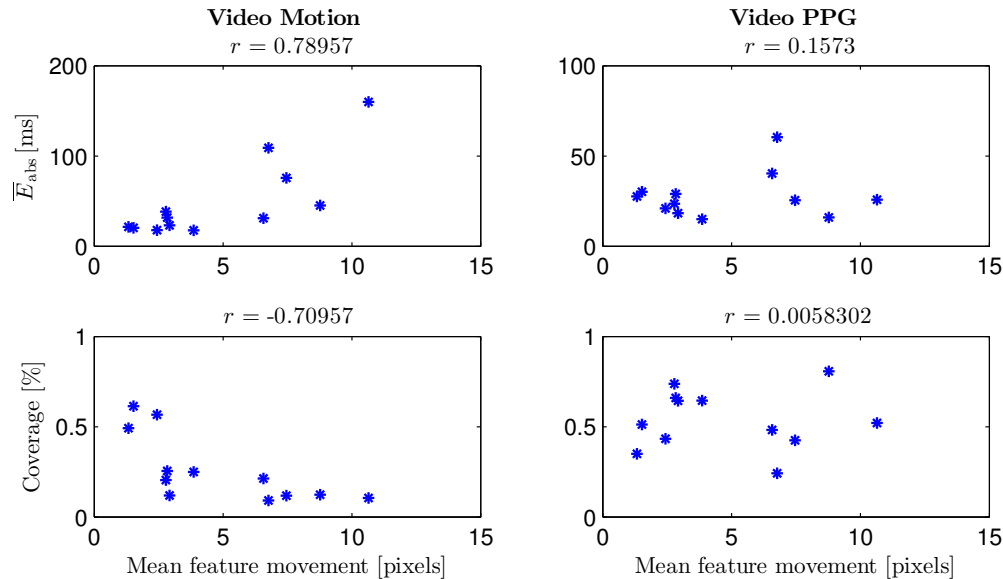 Video Motion
r = 0.78957
200
100
0
0 5 10 15
E̅abs [ms]
Video PPG
r = 0.1573
100
50
0
0 5 10 15
r = -0.70957
1
0.5
0
0 5 10 15
Coverage [%]
Mean feature movement [pixels]
r = 0.0058302
1
0.5
0
0 5 10 15
Mean feature movement [pixels]